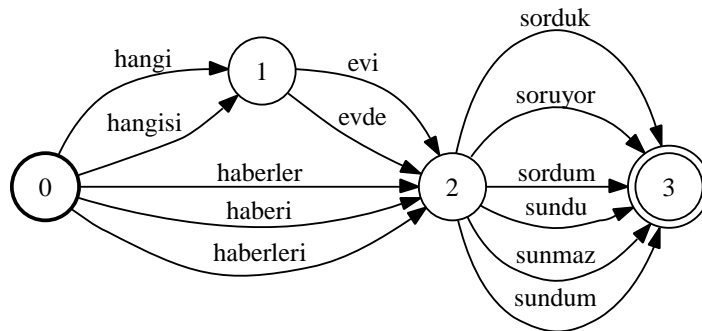 sorduk
hangi
evi
soruyor
1
hangisi
evde
haberler
sordum
0
2
3
haberi
sundu
haberleri
sunmaz
sundum